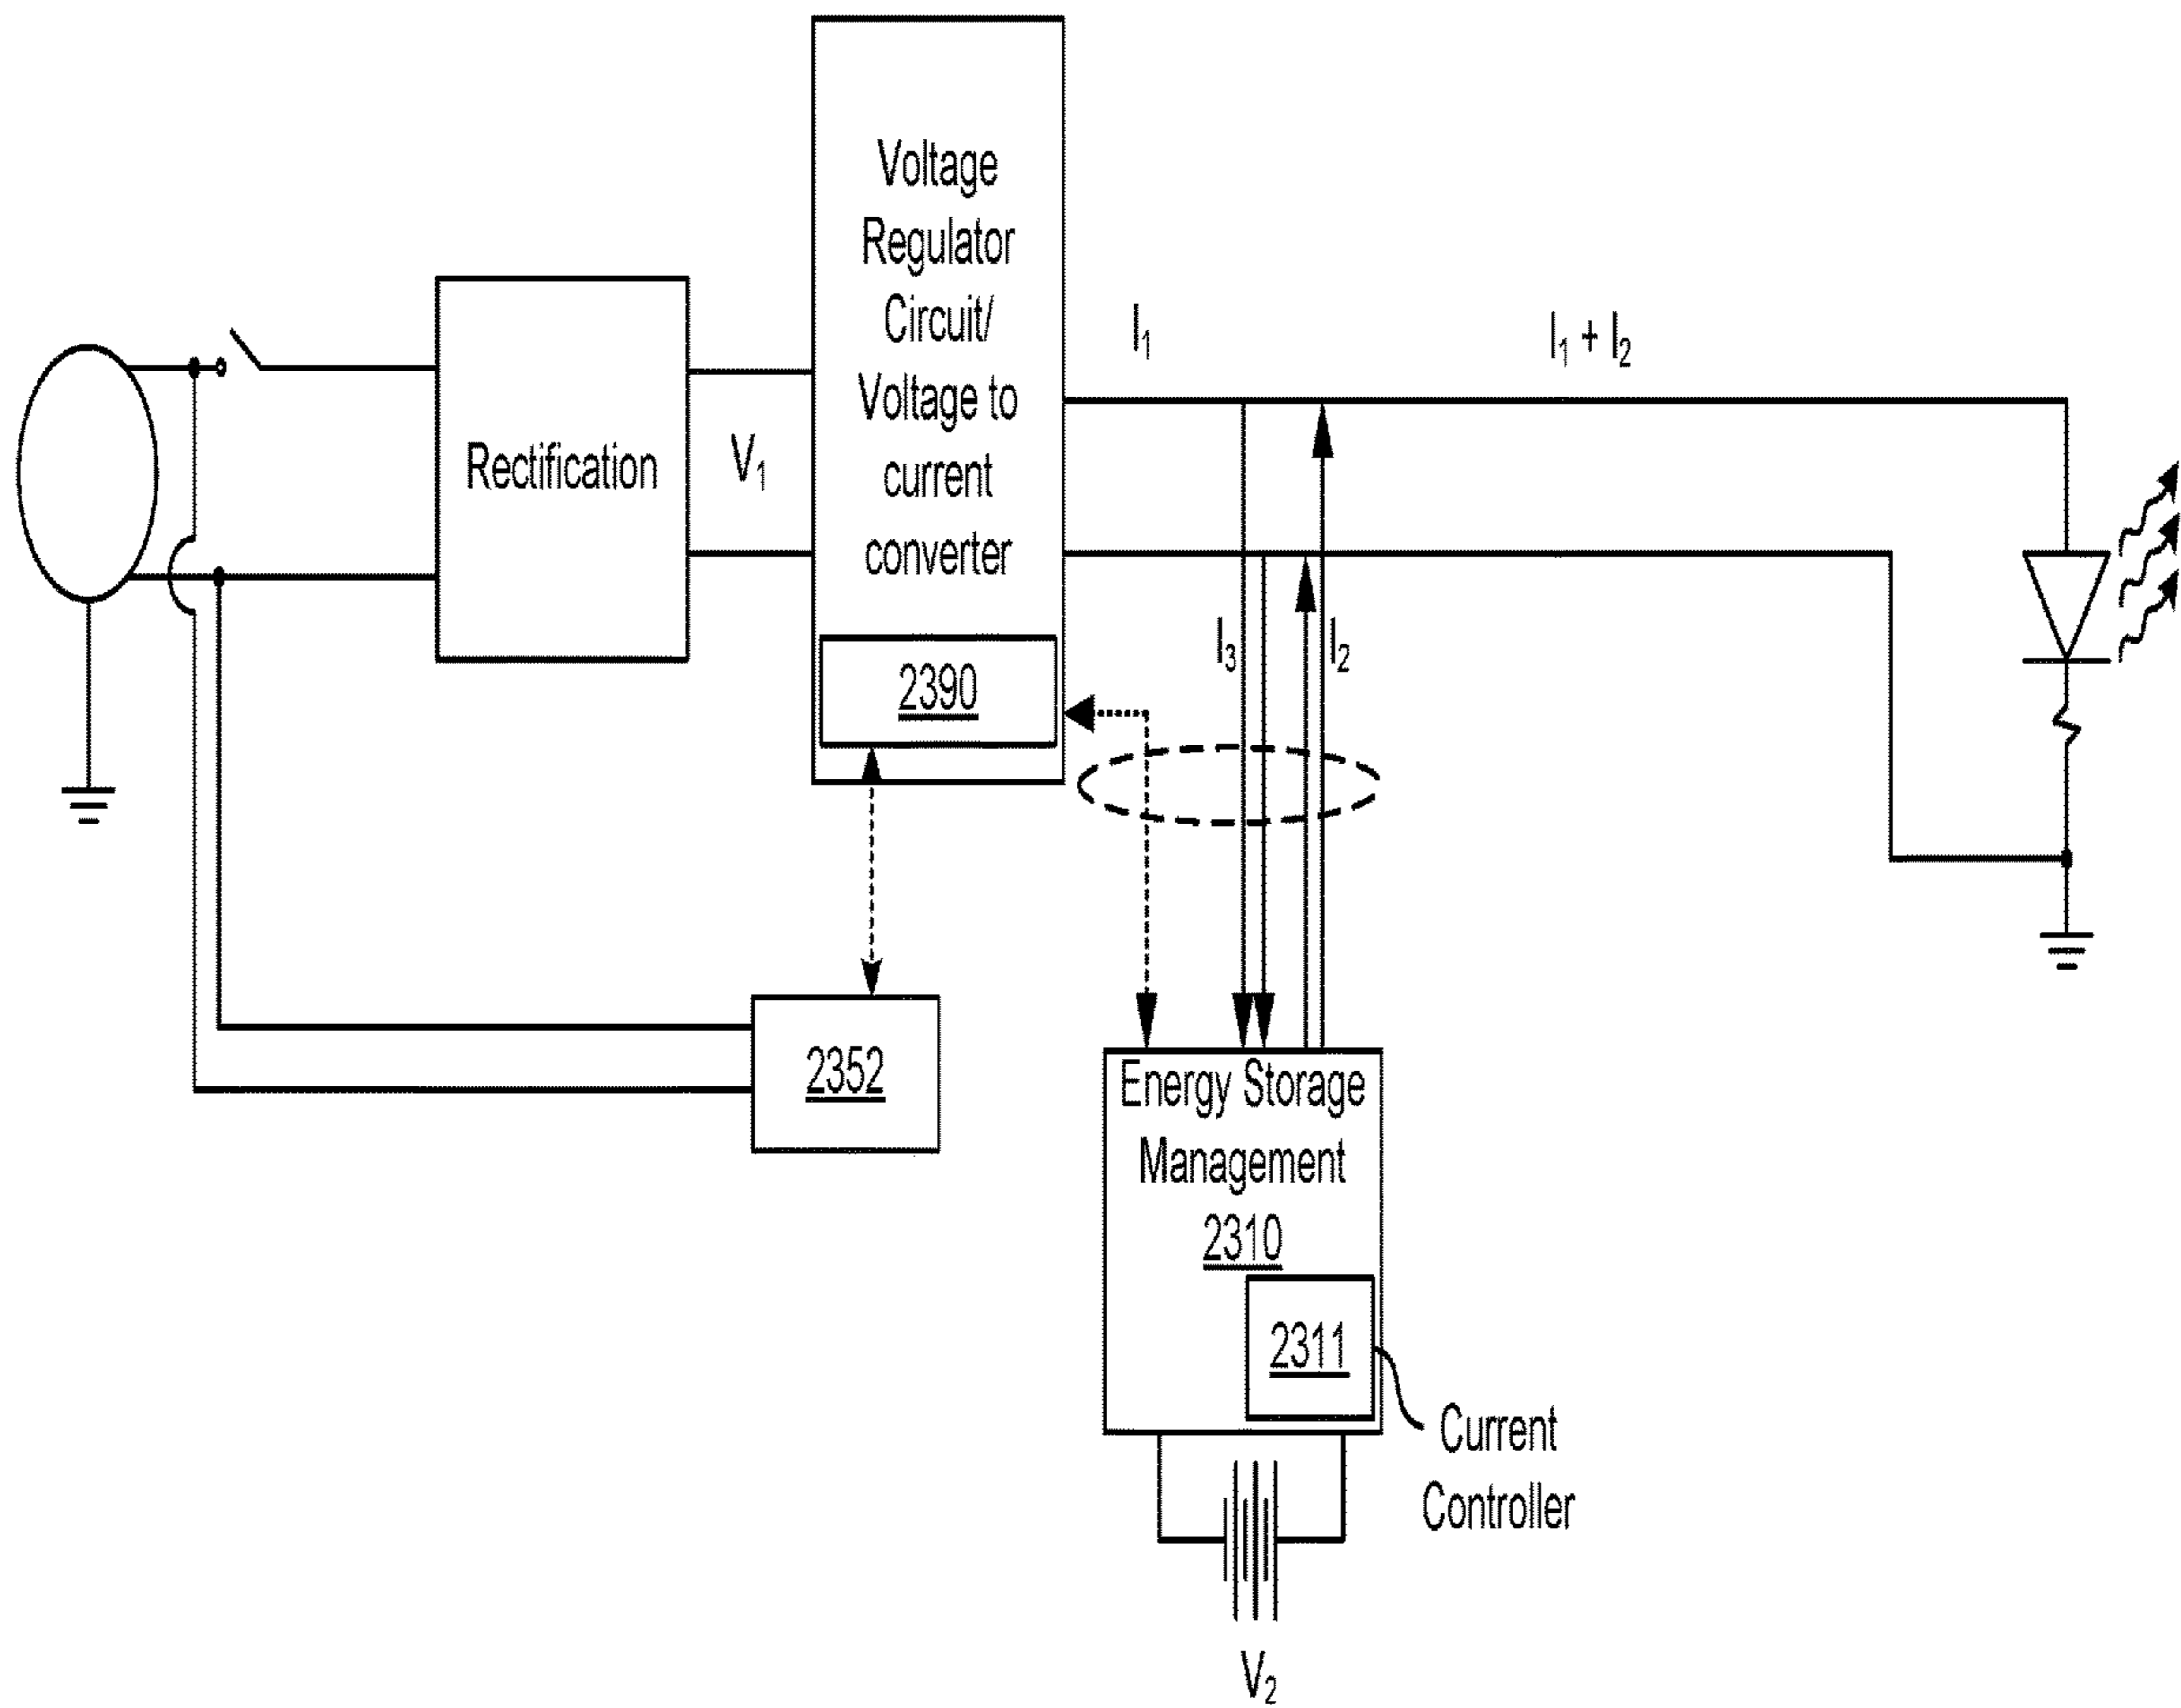 Voltage
Regulator
Circuit/
Voltage to
current
converter
2390
Rectification
V₁
I₁
I₁ + I₂
I₃
I₂
2352
Energy Storage
Management
2310
2311
Current
Controller
V₂